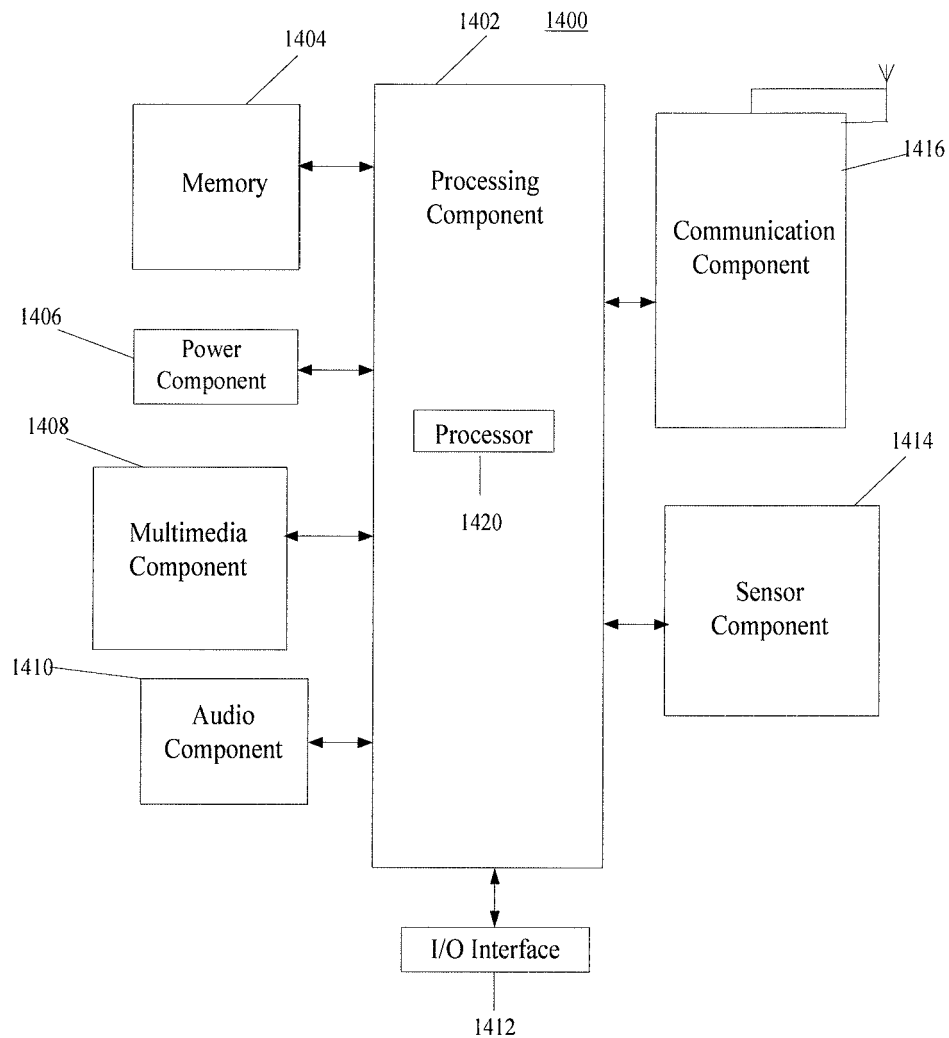 1402
1400
1404
Memory
Processing
Component
1416
Communication
Component
1406
Power
Component
Processor
1420
1408
Multimedia
Component
1414
Sensor
Component
1410
Audio
Component
I/O Interface
1412